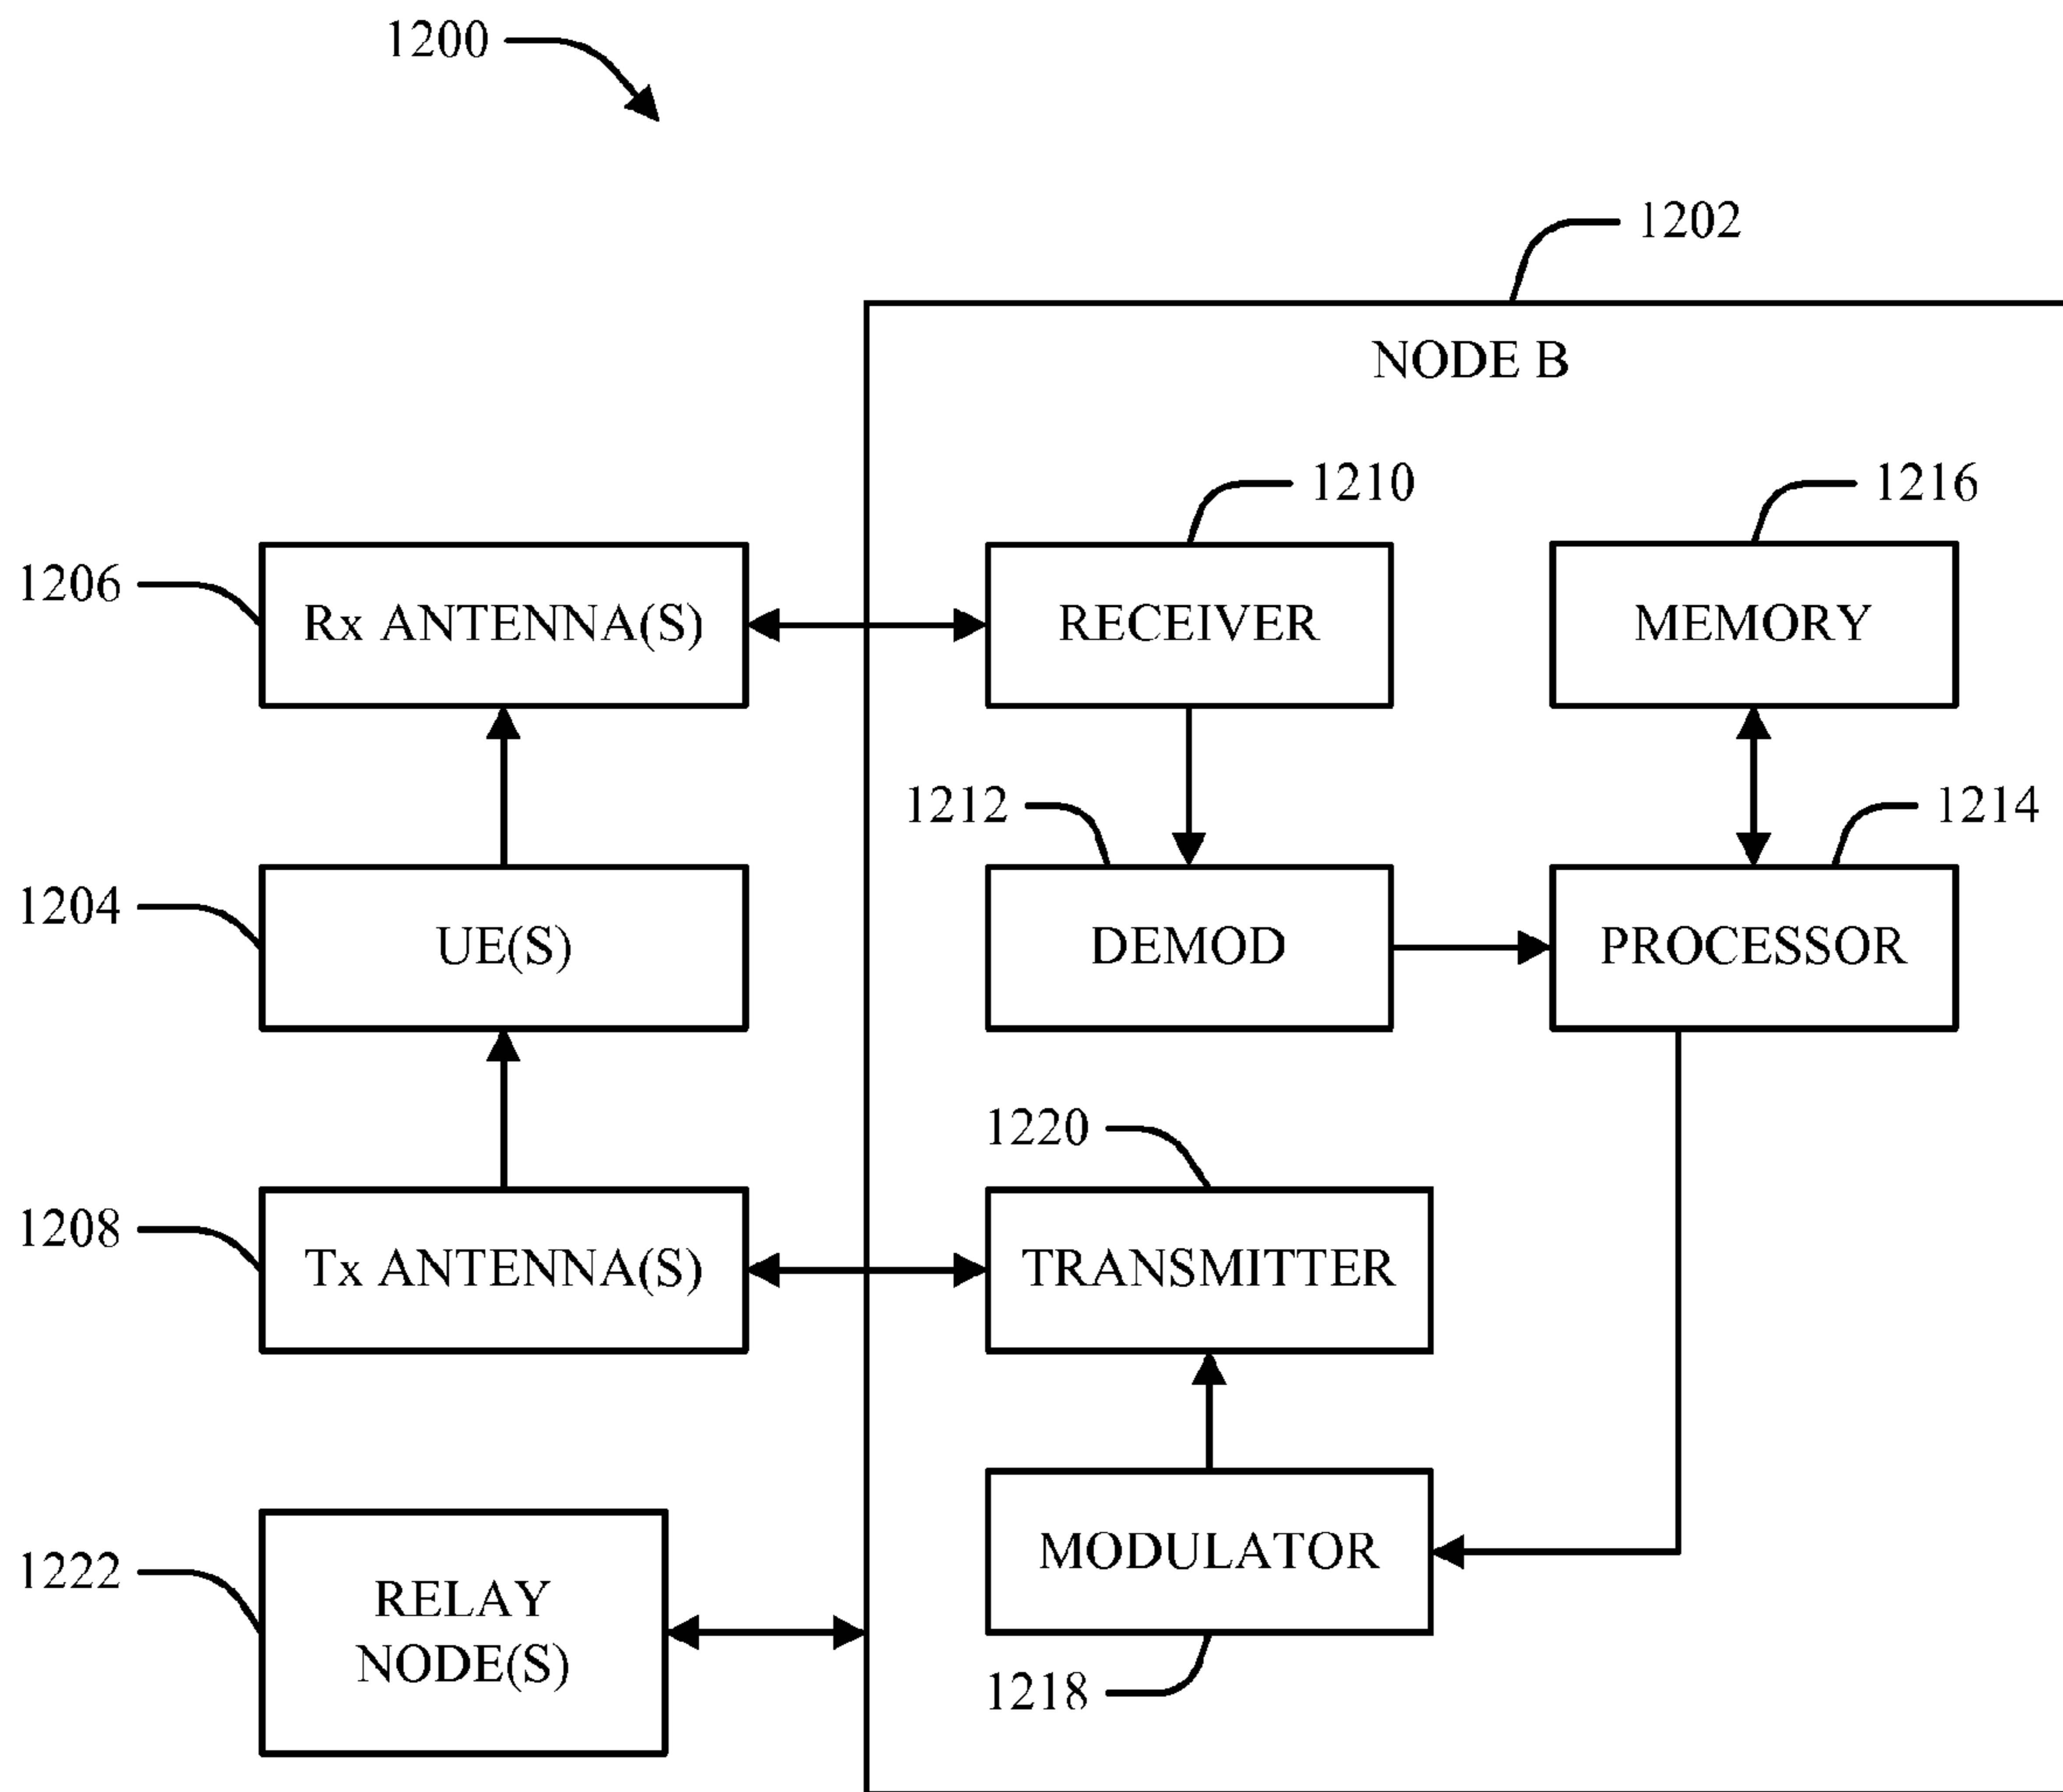 1200
1202
NODE B
1210
1216
1206
Rx ANTENNA(S)
RECEIVER
MEMORY
1212
1214
1204
UE(S)
DEMOD
PROCESSOR
1220
1208
Tx ANTENNA(S)
TRANSMITTER
1222
RELAY
NODE(S)
MODULATOR
1218